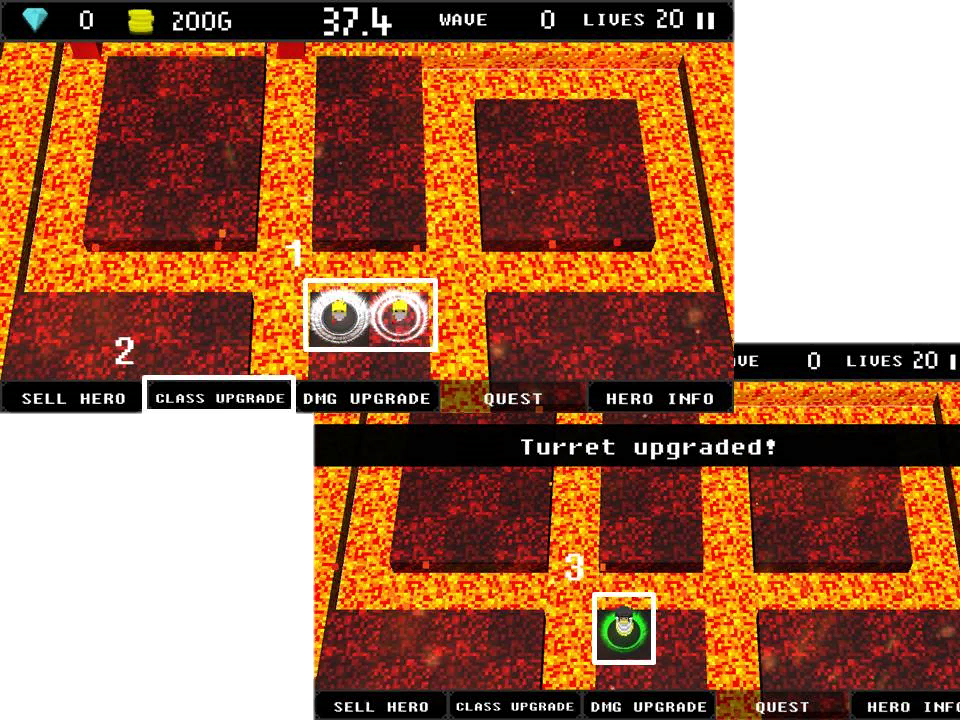 0 200G 37.4 WAVE 0 LIVES 20
1
2
SELL HERO CLASS UPGRADE DMG UPGRADE QUEST HERO INFO
VE 0 LIVES 20
Turret upgraded!
3
SELL HERO CLASS UPGRADE DMG UPGRADE QUEST HERO INF